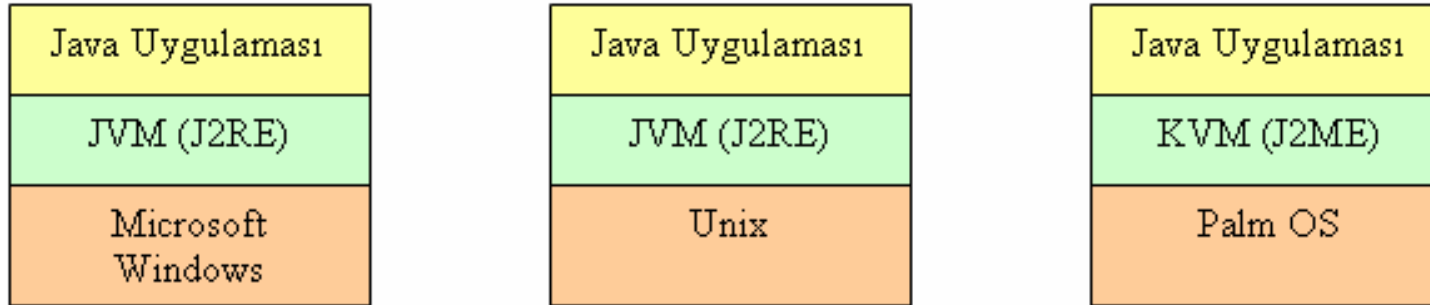 Java Uygulaması
JVM (J2RE)
Microsoft
Windows
Java Uygulaması
JVM (J2RE)
Unix
Java Uygulaması
KVM (J2ME)
Palm OS